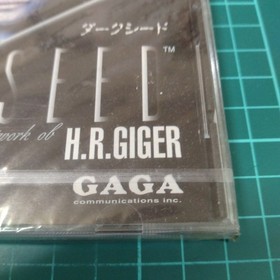 ダークシード
SEED™
work of
H.R.GIGER
GAGA
communications inc.